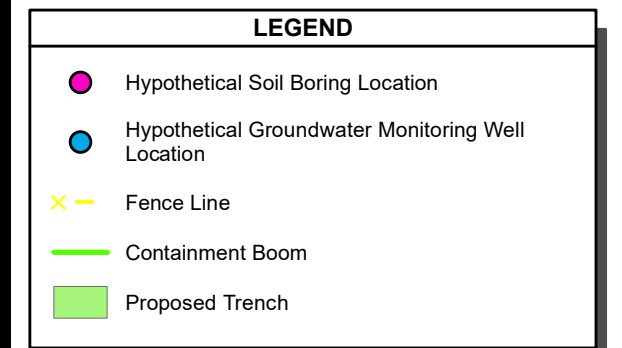 LEGEND
Hypothetical Soil Boring Location
Hypothetical Groundwater Monitoring Well
Location
Fence Line
Containment Boom
Proposed Trench